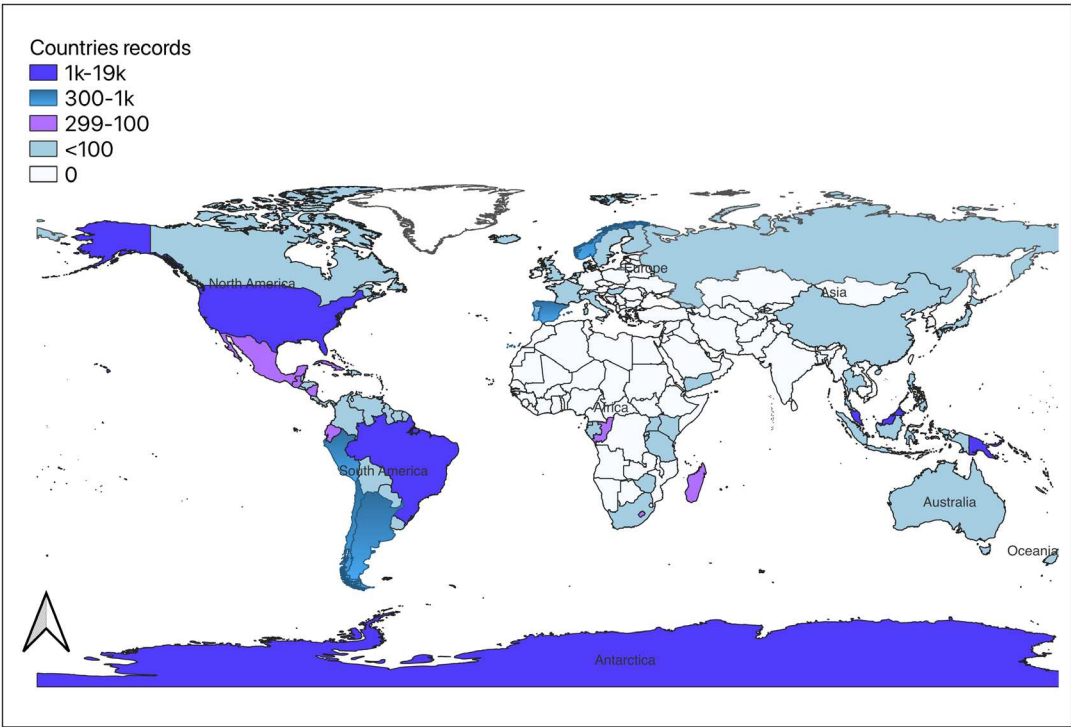 Countries records
1k-19k
300-1k
299-100
<100
0
North America
Europe
Asia
Africa
South America
Australia
Oceania
Antarctica